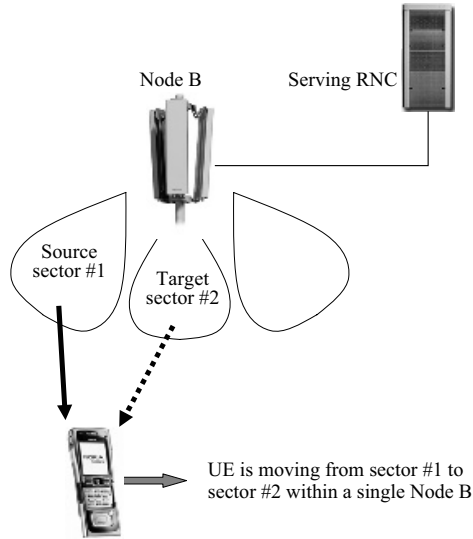 Node B
Serving RNC
Source
sector #1
Target
sector #2
UE is moving from sector #1 to
sector #2 within a single Node B